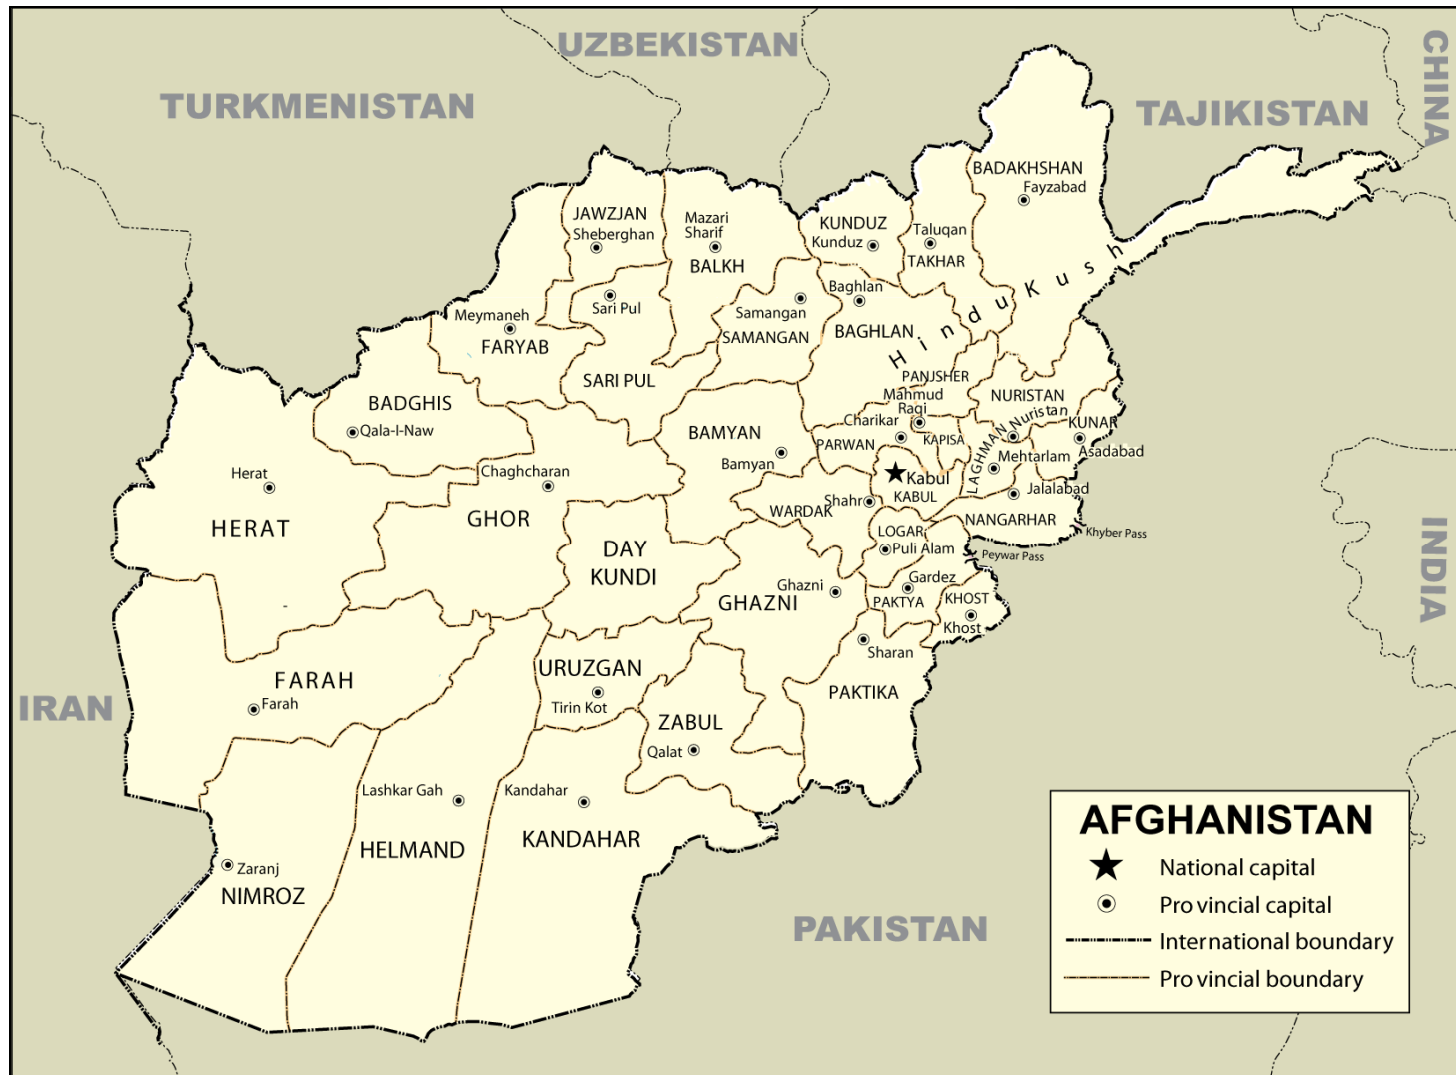 UZBEKISTAN
TURKMENISTAN
TAJIKISTAN
CHINA
BADAKHSHAN
Fayzabad
JAWZJAN
Sheberghan
Mazari
Sharif
BALKH
KUNDUZ
Kunduz
Taluqan
TAKHAR
Hindu Kush
Meymaneh
FARYAB
Sari Pul
SARI PUL
Samangan
SAMANGAN
Baghlan
BAGHLAN
PANJSHER
BADGHIS
Qala-I-Naw
BAMYAN
Bamyan
Mahmud
Raqi
Charikar
PARWAN
KAPISA
NURISTAN
Nuristan
KUNAR
Asadabad
LAGHMAN
Mehtarlam
Herat
HERAT
Chaghcharan
GHOR
Kabul
KABUL
Shahr
WARDAK
Jalalabad
NANGARHAR
Khyber Pass
Peywar Pass
LOGAR
Puli Alam
DAY
KUNDI
Ghazni
GHAZNI
Gardez
PAKTYA
KHOST
Khost
Sharan
PAKTIKA
INDIA
IRAN
FARAH
Farah
URUZGAN
Tirin Kot
ZABUL
Qalat
Lashkar Gah
HELMAND
Kandahar
KANDAHAR
Zaranj
NIMROZ
PAKISTAN
AFGHANISTAN
National capital
Provincial capital
International boundary
Provincial boundary